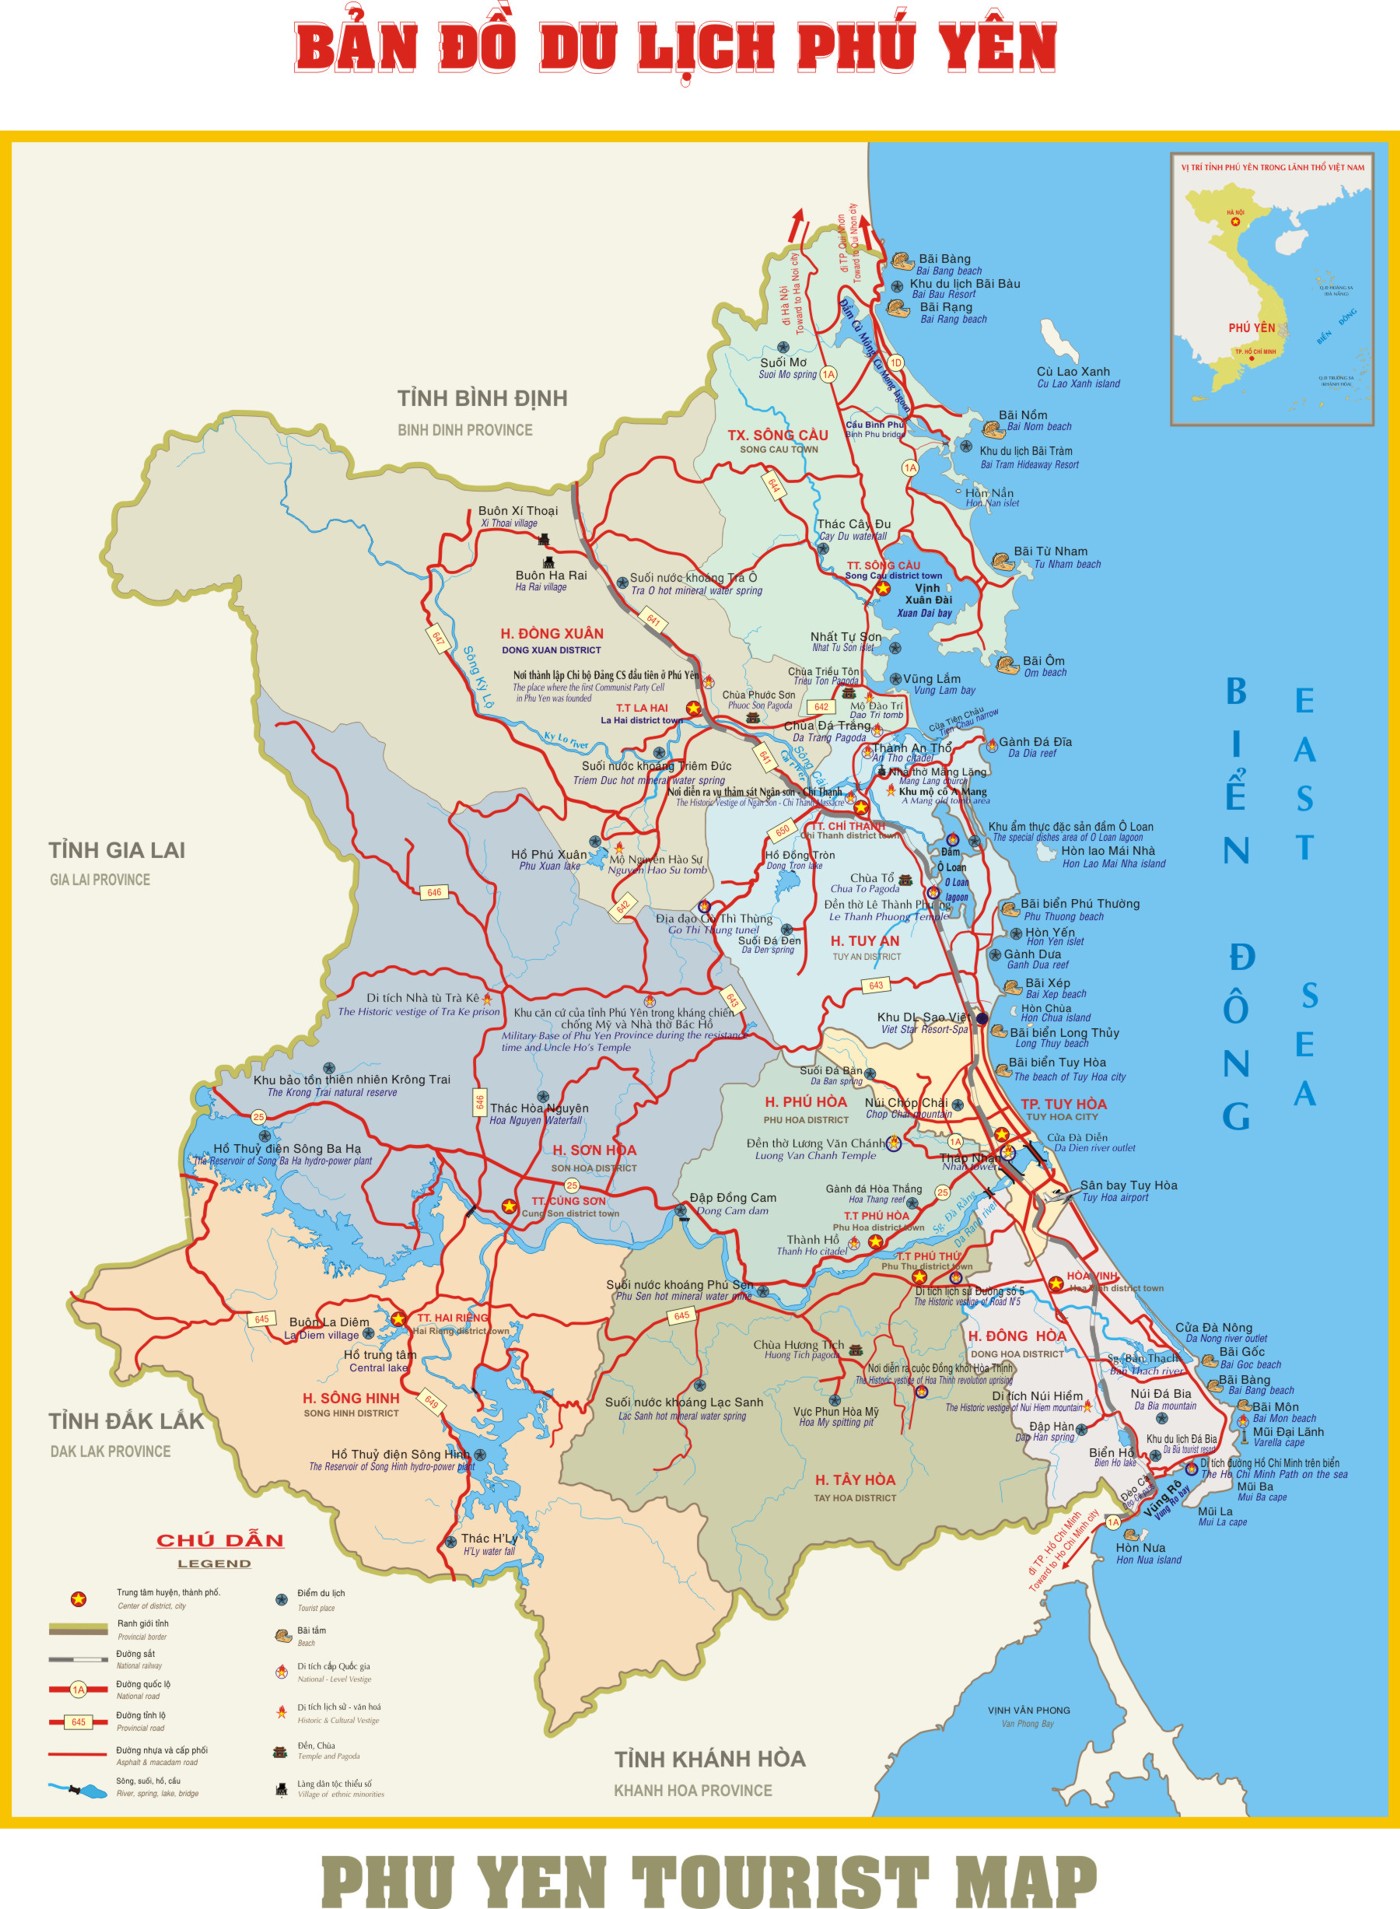 BẢN ĐỒ DU LỊCH PHÚ YÊN
VỊ TRÍ TỈNH PHÚ YÊN TRONG LÃNH THỔ VIỆT NAM
HÀ NỘI
PHÚ YÊN
TP. HỒ CHÍ MINH
BIỂN ĐÔNG
đi Hà Nội
Toward to Ha Noi city
đi TP. Qui Nhơn
Toward to Qui Nhon city
Bãi Bàng
Bai Bang beach
Khu du lịch Bãi Bàu
Bai Bau Resort
Bãi Rạng
Bai Rang beach
Đầm Cù Mông
Cu Mong lagoon
Suối Mơ
Suoi Mo spring
1A
1D
Cù Lao Xanh
Cu Lao Xanh island
TỈNH BÌNH ĐỊNH
BINH DINH PROVINCE
TX. SÔNG CẦU
SONG CAU TOWN
Cầu Bình Phú
Binh Phu bridge
Bãi Nồm
Bai Nom beach
Khu du lịch Bãi Tràm
Bai Tram Hideaway Resort
1A
644
Hòn Nần
Hon Nan islet
Buôn Xí Thoại
Xi Thoai village
Thác Cây Đu
Cay Du waterfall
Bãi Từ Nham
Tu Nham beach
Buôn Ha Rai
Ha Rai village
Suối nước khoáng Trà Ô
Tra O hot mineral water spring
TT. SÔNG CẦU
Song Cau district town
Vịnh
Xuân Đài
Xuan Dai bay
641
647
H. ĐỒNG XUÂN
DONG XUAN DISTRICT
Nhất Tự Sơn
Nhat Tu Son islet
Bãi Ôm
Om beach
Sông Kỳ Lộ
Nơi thành lập Chi bộ Đảng CS đầu tiên ở Phú Yên
The place where the first Communist Party Cell
in Phu Yen was founded
Chùa Triều Tôn
Trieu Ton Pagoda
Vũng Lắm
Vung Lam bay
Chùa Phước Sơn
Phuoc Son Pagoda
642
Mộ Đào Trí
Dao Tri tomb
T.T LA HAI
La Hai district town
Chùa Đá Trắng
Da Trang Pagoda
Cửa Tiên Châu
Tien Chau narrow
Ky Lo river
Gành Đá Đĩa
Da Dia reef
Thành An Thổ
An Tho citadel
641
Sông Cái
Suối nước khoáng Triêm Đức
Triem Duc hot mineral water spring
Nhà thờ Măng Lăng
Mang Lang church
Nơi diễn ra vụ thảm sát Ngân sơn - Chí Thạnh
The Historic Vestige of Ngan Son - Chi Thanh Massacre
Khu mộ cổ A Mang
A Mang old tomb area
TT. CHÍ THẠNH
Chi Thanh district town
650
Khu ẩm thực đặc sản đầm Ô Loan
The special dishes area of O Loan lagoon
TỈNH GIA LAI
GIA LAI PROVINCE
Hồ Phú Xuân
Phu Xuan lake
Mộ Nguyễn Hào Sự
Nguyen Hao Su tomb
Hồ Đồng Tròn
Dong Tron lake
Đầm
Ô Loan
O Loan
lagoon
Hòn lao Mái Nhà
Hon Lao Mai Nha island
Chùa Tổ
Chua To Pagoda
646
642
Đền thờ Lê Thành Phương
Le Thanh Phuong Temple
Bãi biển Phú Thường
Phu Thuong beach
Địa đạo Gò Thì Thùng
Go Thi Thung tunel
Suối Đá Đen
Da Den spring
H. TUY AN
TUY AN DISTRICT
Hòn Yến
Hon Yen islet
Gành Dưa
Ganh Dua reef
643
643
Bãi Xép
Bai Xep beach
Di tích Nhà tù Trà Kê
The Historic vestige of Tra Ke prison
Khu căn cứ của tỉnh Phú Yên trong kháng chiến
chống Mỹ và Nhà thờ Bác Hồ
Military Base of Phu Yen Province during the resistance
time and Uncle Ho's Temple
Hòn Chùa
Hon Chua island
Khu DL Sao Việt
Viet Star Resort-Spa
Bãi biển Long Thủy
Long Thuy beach
BIỂN ĐÔNG
EAST SEA
Khu bảo tồn thiên nhiên Krông Trai
The Krong Trai natural reserve
Suối Đá Bàn
Da Ban spring
Bãi biển Tuy Hòa
The beach of Tuy Hoa city
25
646
Thác Hòa Nguyên
Hoa Nguyen Waterfall
H. PHÚ HÒA
PHU HOA DISTRICT
Núi Chóp Chài
Chop Chai mountain
TP. TUY HÒA
TUY HOA CITY
Hồ Thuỷ điện Sông Ba Hạ
The Reservoir of Song Ba Ha hydro-power plant
H. SƠN HÒA
SON HOA DISTRICT
Đền thờ Lương Văn Chánh
Luong Van Chanh Temple
1A
Tháp Nhạn
Nhan tower
Cửa Đà Diễn
Da Dien river outlet
25
TT. CỦNG SƠN
Cung Son district town
Đập Đồng Cam
Dong Cam dam
Gành đá Hòa Thắng
Hoa Thang reef
25
Sân bay Tuy Hòa
Tuy Hoa airport
Sg. Đà Rằng
Da Rang river
T.T PHÚ HÒA
Phu Hoa district town
Thành Hồ
Thanh Ho citadel
T.T PHÚ THỨ
Phu Thu district town
Suối nước khoáng Phú Sen
Phu Sen hot mineral water mine
Di tích lịch sử Đường số 5
The Historic vestige of Road N°5
HÒA VINH
Hoa Vinh district town
645
645
TT. HAI RIÊNG
Hai Rieng district town
Buôn La Diêm
La Diem village
Hồ trung tâm
Central lake
Chùa Hương Tích
Huong Tich pagoda
H. ĐÔNG HÒA
DONG HOA DISTRICT
Cửa Đà Nông
Da Nong river outlet
Sg. Bàn Thạch
Ban Thach river
Bãi Gốc
Bai Goc beach
Nơi diễn ra cuộc Đồng khởi Hòa Thịnh
The Historic vestige of Hoa Thinh revolution uprising
Bãi Bàng
Bai Bang beach
H. SÔNG HINH
SONG HINH DISTRICT
649
Suối nước khoáng Lạc Sanh
Lac Sanh hot mineral water spring
Vực Phun Hòa Mỹ
Hoa My spitting pit
Di tích Núi Hiềm
The Historic vestige of Nui Hiem mountain
Núi Đá Bia
Da Bia mountain
Bãi Môn
Bai Mon beach
TỈNH ĐẮK LẮK
DAK LAK PROVINCE
Đập Hàn
Dap Han spring
Mũi Đại Lãnh
Varella cape
Hồ Thuỷ điện Sông Hinh
The Reservoir of Song Hinh hydro-power plant
Biển Hồ
Bien Ho lake
Khu du lịch Đá Bia
Da Bia tourist resort
Di tích đường Hồ Chí Minh trên biển
The Ho Chi Minh Path on the sea
H. TÂY HÒA
TAY HOA DISTRICT
Đèo Cả
Vũng Rô
Vung Ro bay
Mũi Ba
Mui Ba cape
Mũi La
Mui La cape
1A
đi TP. Hồ Chí Minh
Toward to Ho Chi Minh city
Hòn Nưa
Hon Nua island
Thác H'Ly
H'Ly water fall
CHÚ DẪN
LEGEND
Trung tâm huyện, thành phố.
Center of district, city
Ranh giới tỉnh
Provincial border
Đường sắt
National railway
1A
Đường quốc lộ
National road
645
Đường tỉnh lộ
Provincial road
Đường nhựa và cấp phối
Asphalt & macadam road
Sông, suối, hồ, cầu
River, spring, lake, bridge
Điểm du lịch
Tourist place
Bãi tắm
Beach
Di tích cấp Quốc gia
National - Level Vestige
Di tích lịch sử - văn hoá
Historic & Cultural Vestige
Đền, Chùa
Temple and Pagoda
Làng dân tộc thiểu số
Village of ethnic minorities
VỊNH VÂN PHONG
Van Phong Bay
TỈNH KHÁNH HÒA
KHANH HOA PROVINCE
PHU YEN TOURIST MAP